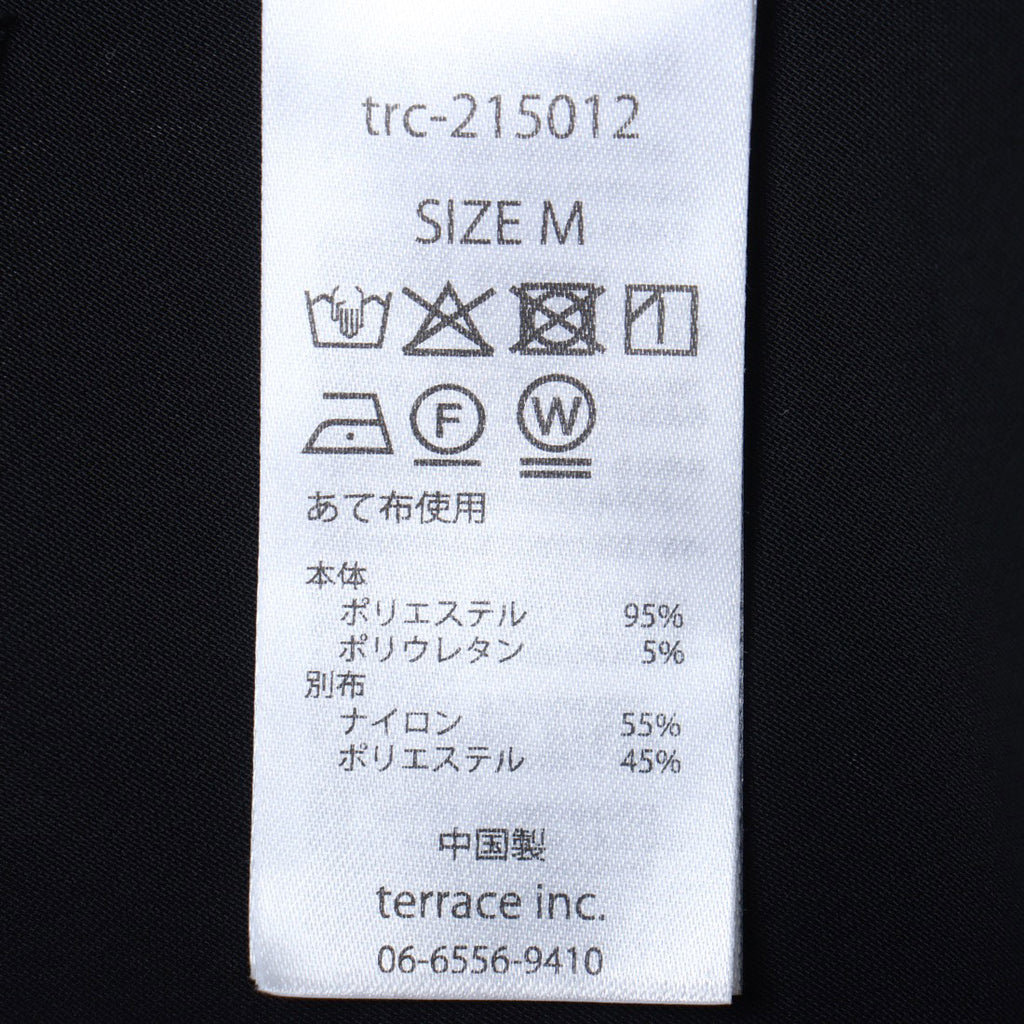 trc-215012
SIZE M
F W
あて布使用
本体
ポリエステル 95%
ポリウレタン 5%
別布
ナイロン 55%
ポリエステル 45%
中国製
terrace inc.
06-6556-9410